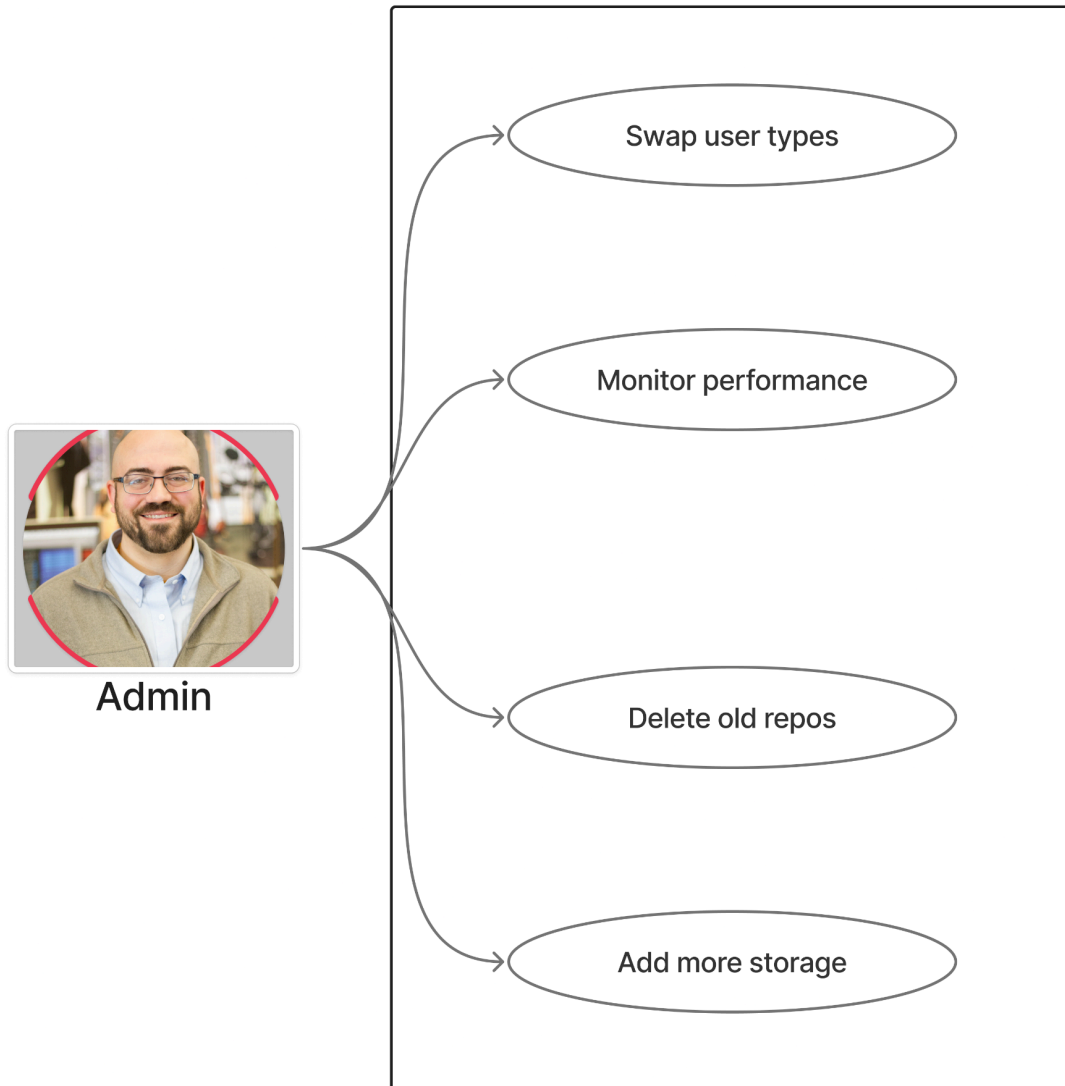 Swap user types
Monitor performance
Admin
Delete old repos
Add more storage